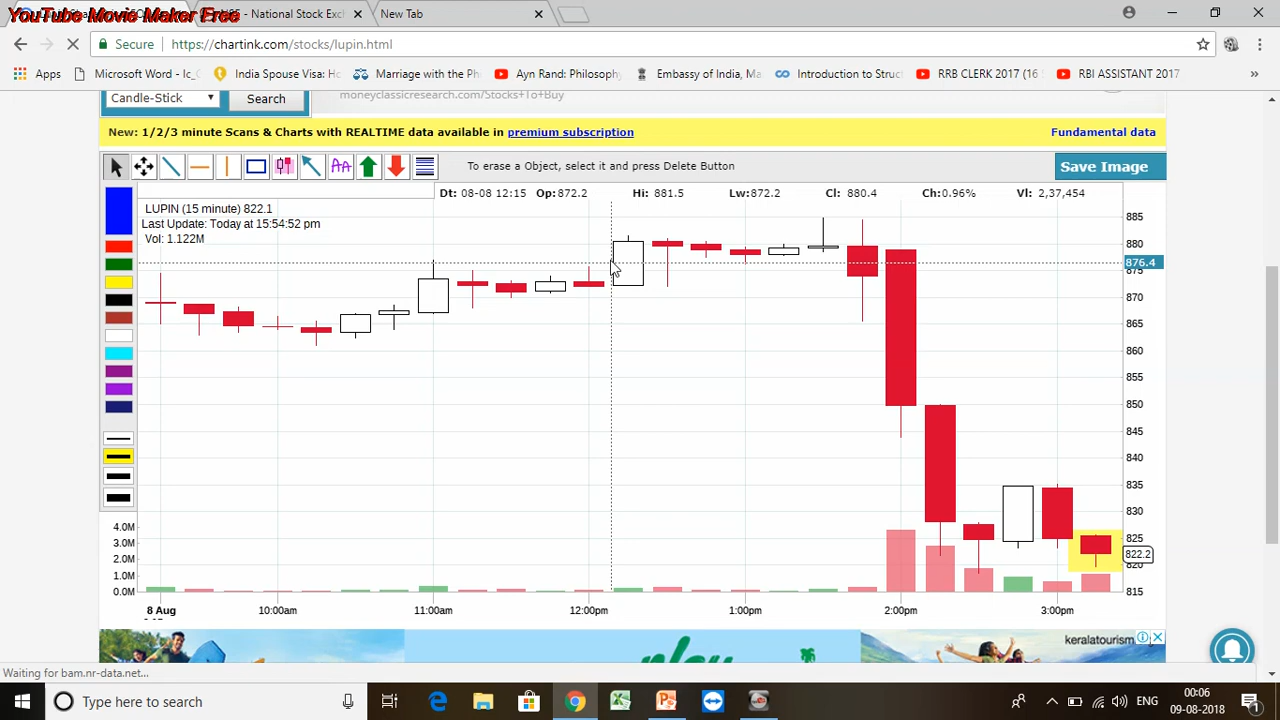 YouTube Movie Maker Free
- National Stock Exc
New Tab
Secure
https://chartink.com/stocks/lupin.html
Apps
Microsoft Word - Ic_
India Spouse Visa: Ho
Marriage with the Ph
Ayn Rand: Philosophy
Embassy of India, Ma
Introduction to Struct
RRB CLERK 2017 (16 S
RBI ASSISTANT 2017
»
Candle-Stick
Search
moneyclassicresearch.com/Stocks+To+Buy
New: 1/2/3 minute Scans & Charts with REALTIME data available in premium subscription
Fundamental data
To erase a Object, select it and press Delete Button
Save Image
Dt: 08-08 12:15 Op:872.2 Hi: 881.5 Lw:872.2 Cl: 880.4 Ch:0.96% Vl: 2,37,454
LUPIN (15 minute) 822.1
Last Update: Today at 15:54:52 pm
Vol: 1.122M
885
880
876.4
875
870
865
860
855
850
845
840
835
830
825
822.2
820
815
4.0M
3.0M
2.0M
1.0M
0.0M
8 Aug
10:00am
11:00am
12:00pm
1:00pm
2:00pm
3:00pm
play
keralatourism
Waiting for bam.nr-data.net...
Type here to search
ENG
00:06
09-08-2018
1